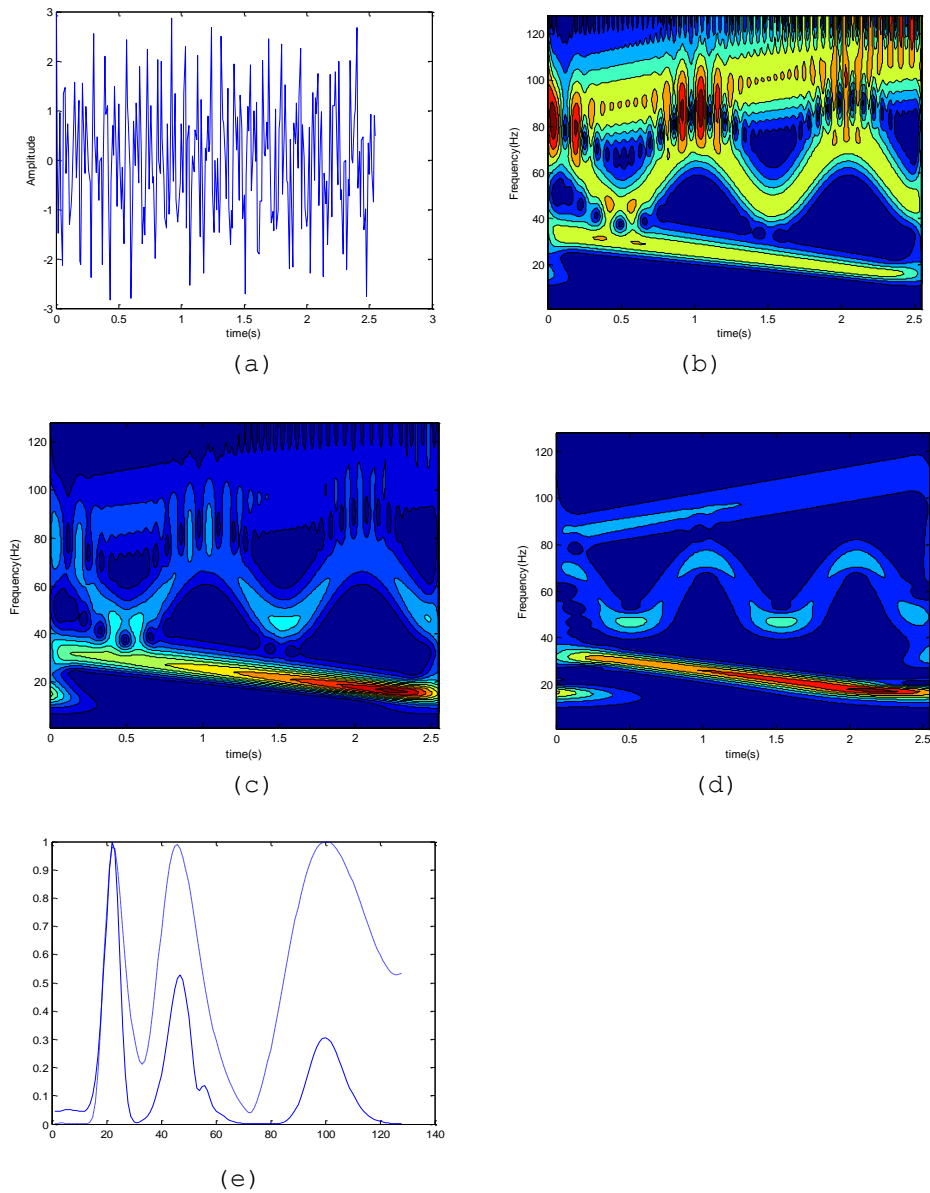 3
2
1
0
-1
-2
-3
Amplitude
0 0.5 1 1.5 2 2.5 3
time(s)
(a)
120
100
80
60
40
20
Frequency(Hz)
0 0.5 1 1.5 2 2.5
time(s)
(b)
120
100
80
60
40
20
Frequency(Hz)
0 0.5 1 1.5 2 2.5
time(s)
(c)
120
100
80
60
40
20
Frequency(Hz)
0 0.5 1 1.5 2 2.5
time(s)
(d)
1
0.9
0.8
0.7
0.6
0.5
0.4
0.3
0.2
0.1
0
0 20 40 60 80 100 120 140
(e)